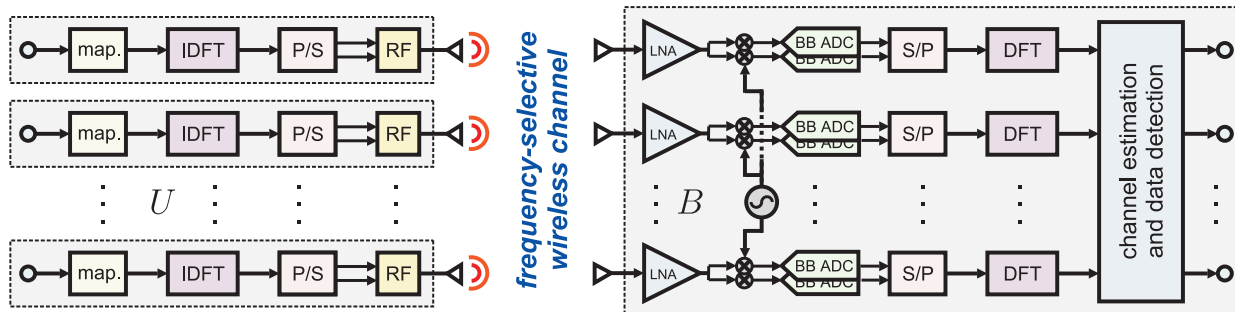 map. IDFT P/S RF
map. IDFT P/S RF
U
map. IDFT P/S RF
frequency-selective
wireless channel
LNA BB ADC BB ADC S/P DFT
LNA BB ADC BB ADC S/P DFT
B
LNA BB ADC BB ADC S/P DFT
channel estimation
and data detection